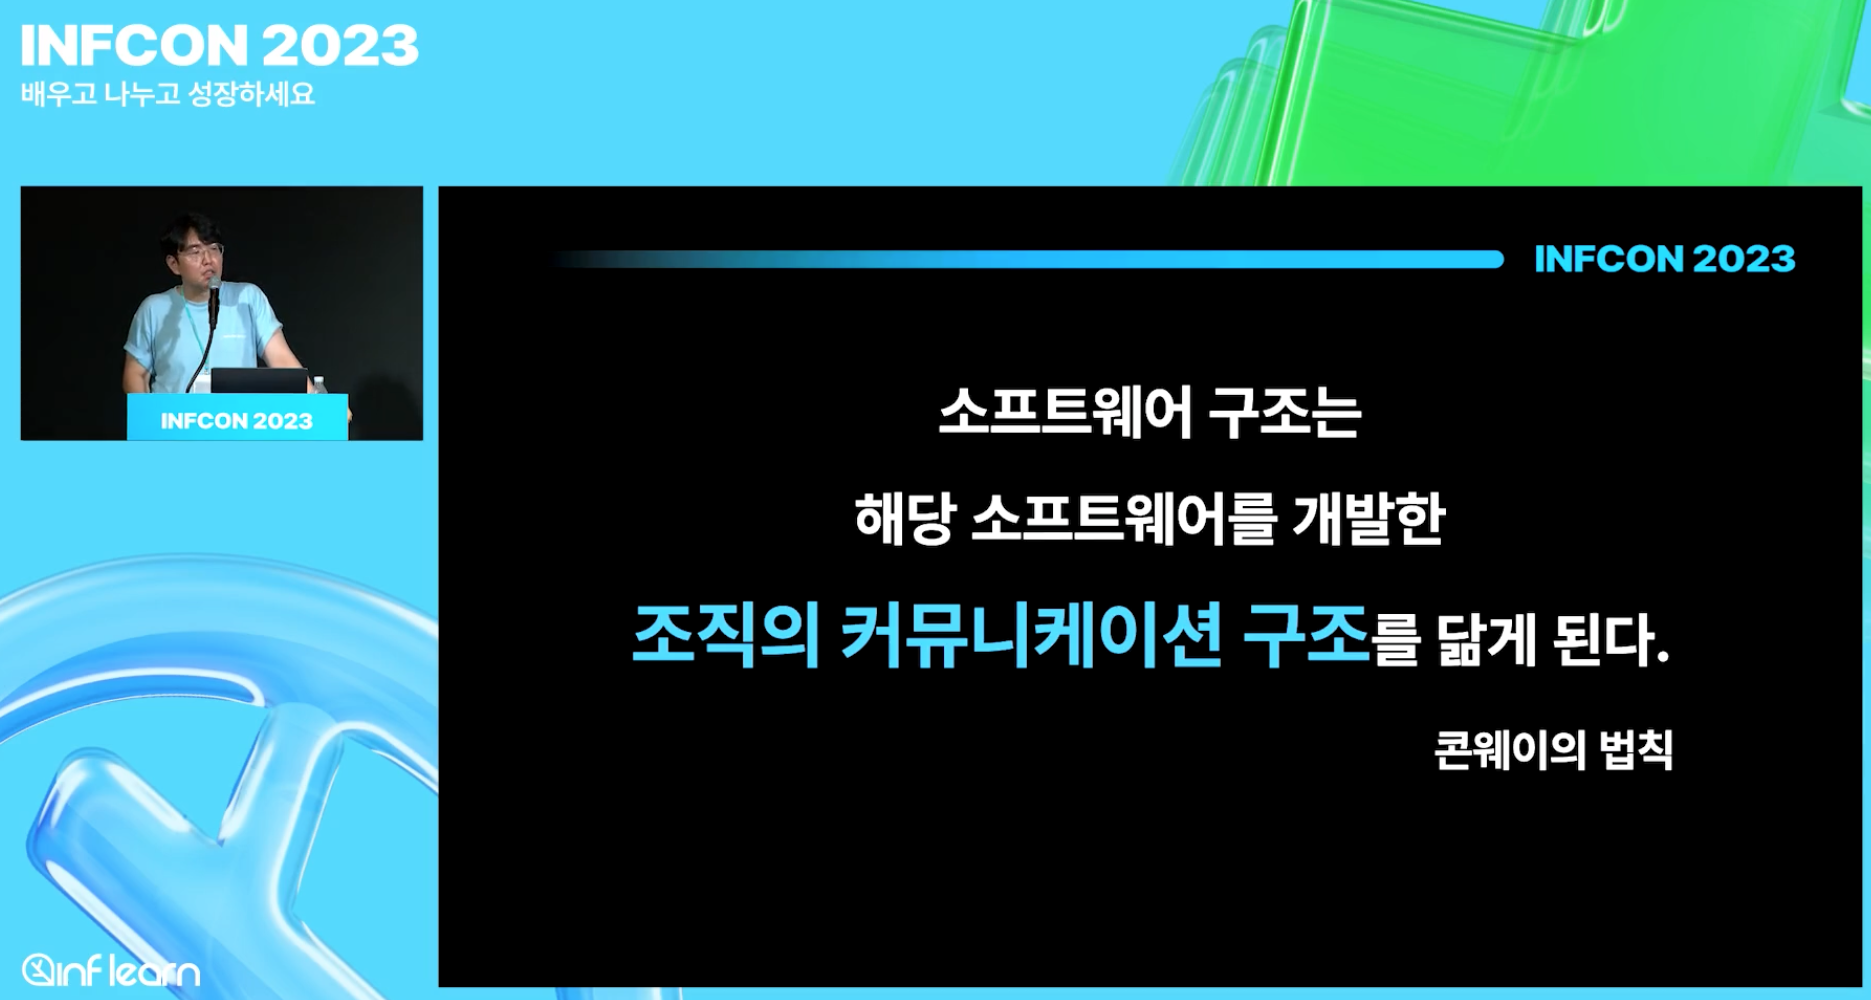 INFCON 2023
배우고 나누고 성장하세요
INFCON 2023
INFCON 2023
소프트웨어 구조는
해당 소프트웨어를 개발한
조직의 커뮤니케이션 구조를 닮게 된다.
콘웨이의 법칙
inflearn